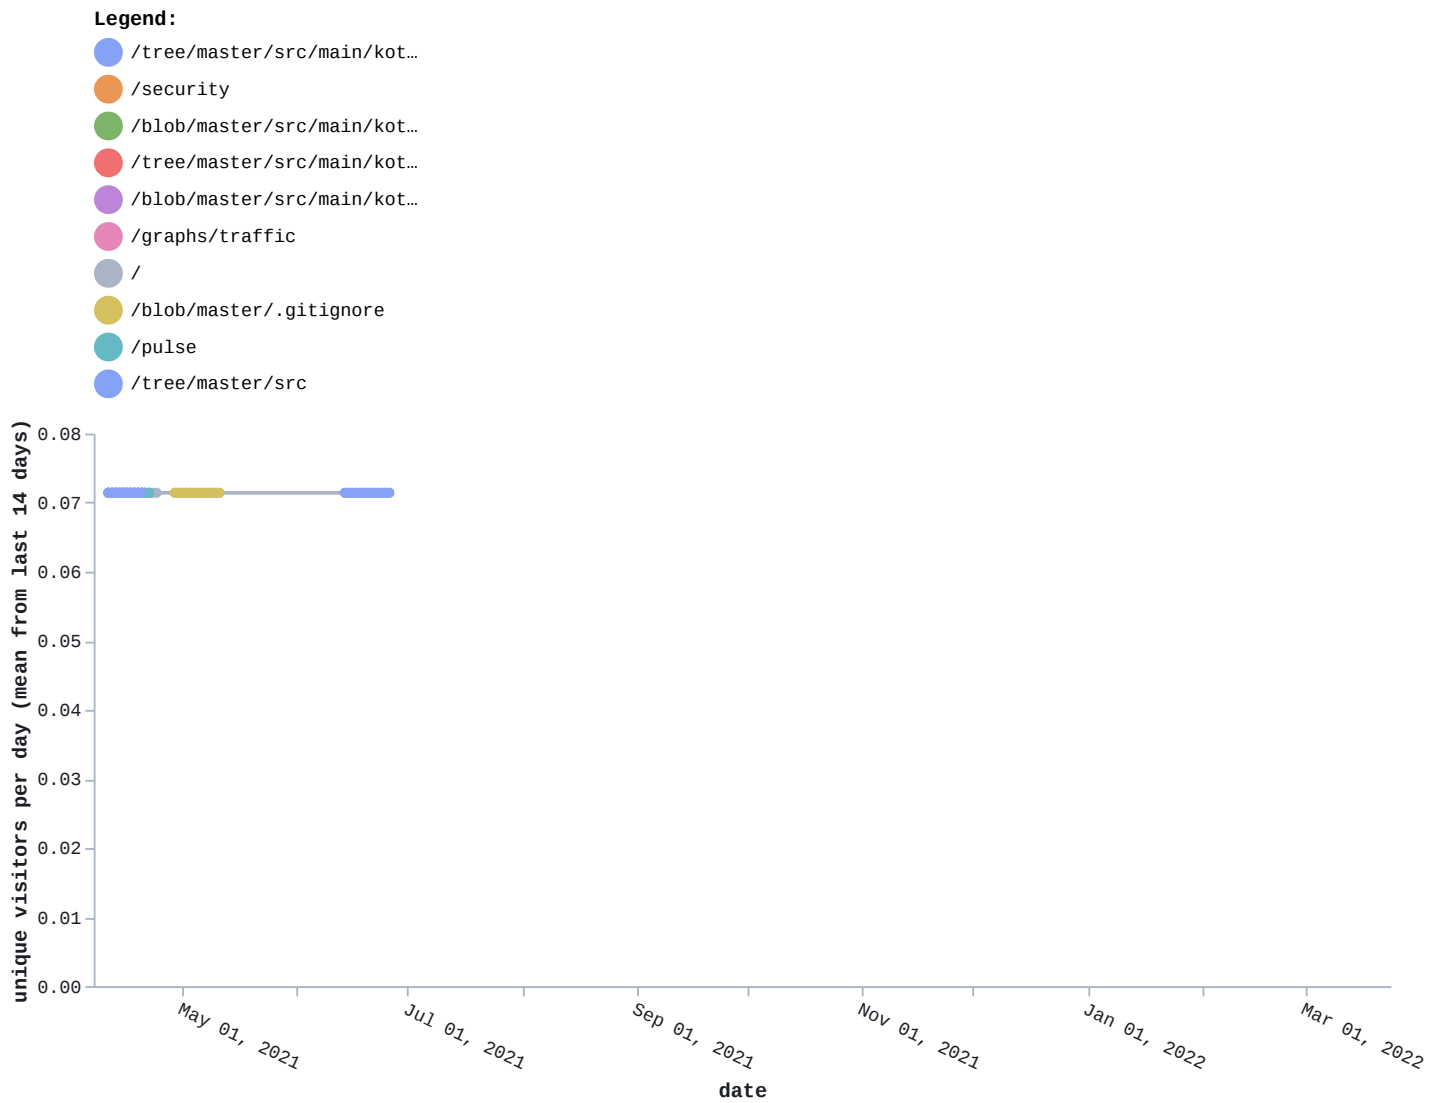 Legend:
/tree/master/src/main/kot…
/security
/blob/master/src/main/kot…
/tree/master/src/main/kot…
/blob/master/src/main/kot…
/graphs/traffic
/
/blob/master/.gitignore
/pulse
/tree/master/src
unique visitors per day (mean from last 14 days)
0.08
0.07
0.06
0.05
0.04
0.03
0.02
0.01
0.00
May 01, 2021
Jul 01, 2021
Sep 01, 2021
Nov 01, 2021
Jan 01, 2022
Mar 01, 2022
date